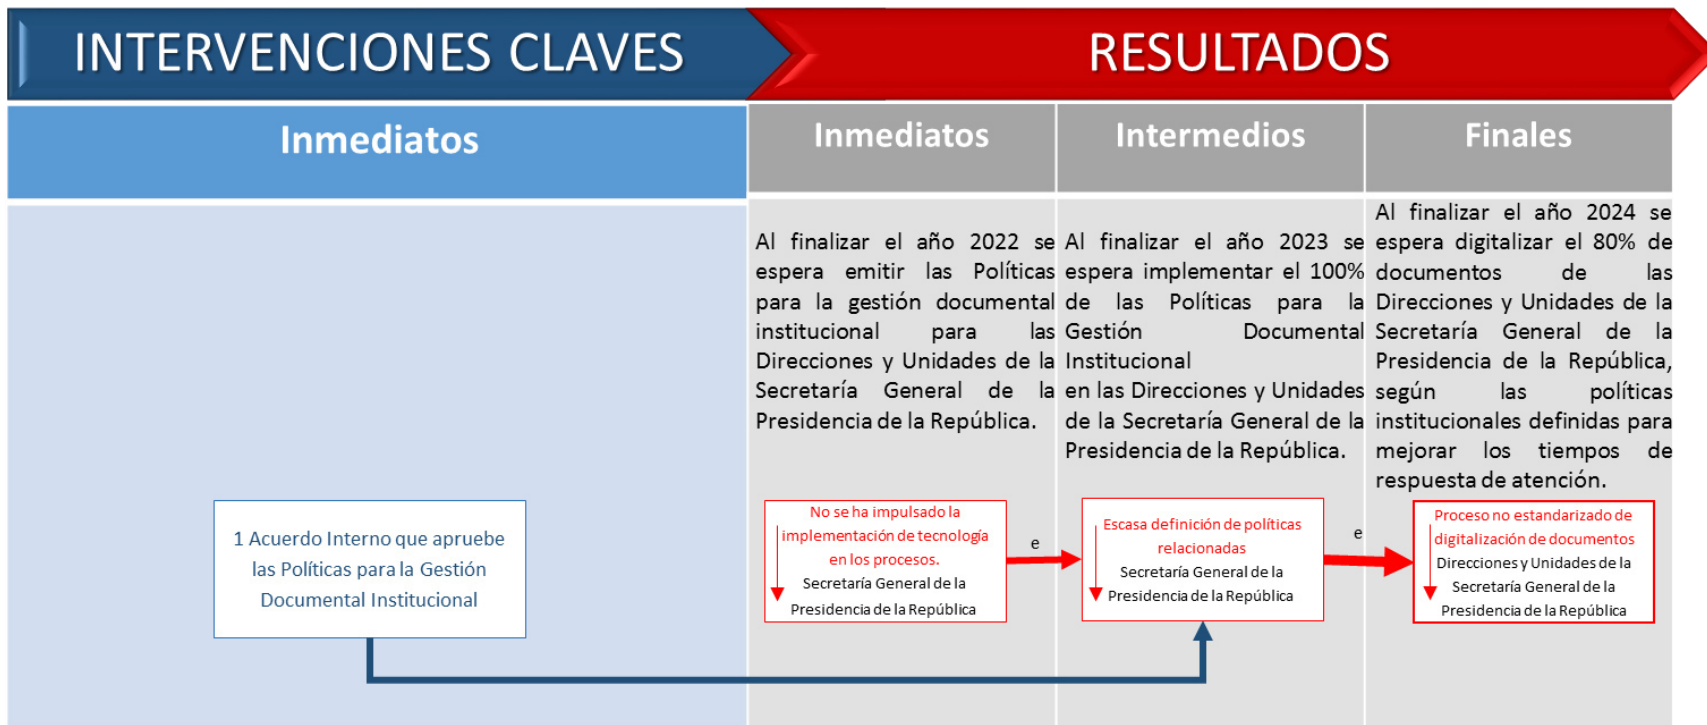 INTERVENCIONES CLAVES
RESULTADOS
Inmediatos
Inmediatos
Intermedios
Finales
Al finalizar el año 2022 se
espera emitir las Políticas
para la gestión documental
institucional para las
Direcciones y Unidades de la
Secretaría General de la
Presidencia de la República.
Al finalizar el año 2023 se
espera implementar el 100%
de las Políticas para la
Gestión Documental
Institucional
en las Direcciones y Unidades
de la Secretaría General de la
Presidencia de la República.
Al finalizar el año 2024 se
espera digitalizar el 80% de
documentos de las
Direcciones y Unidades de la
Secretaría General de la
Presidencia de la República,
según las políticas
institucionales definidas para
mejorar los tiempos de
respuesta de atención.
1 Acuerdo Interno que apruebe
las Políticas para la Gestión
Documental Institucional
No se ha impulsado la
implementación de tecnología
en los procesos.
Secretaría General de la
Presidencia de la República
e
Escasa definición de políticas
relacionadas
Secretaría General de la
Presidencia de la República
e
Proceso no estandarizado de
digitalización de documentos
Direcciones y Unidades de la
Secretaría General de la
Presidencia de la República